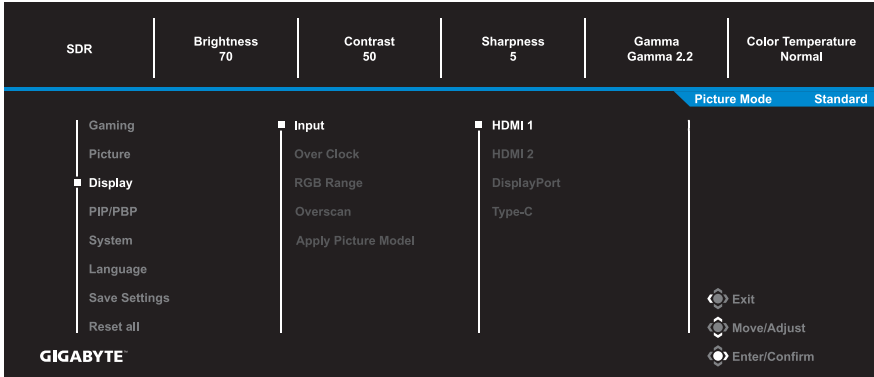 SDR
Brightness
70
Contrast
50
Sharpness
5
Gamma
Gamma 2.2
Color Temperature
Normal
Picture Mode Standard
Gaming
Picture
Display
PIP/PBP
System
Language
Save Settings
Reset all
Input
Over Clock
RGB Range
Overscan
Apply Picture Model
HDMI 1
HDMI 2
DisplayPort
Type-C
Exit
Move/Adjust
Enter/Confirm
GIGABYTE™